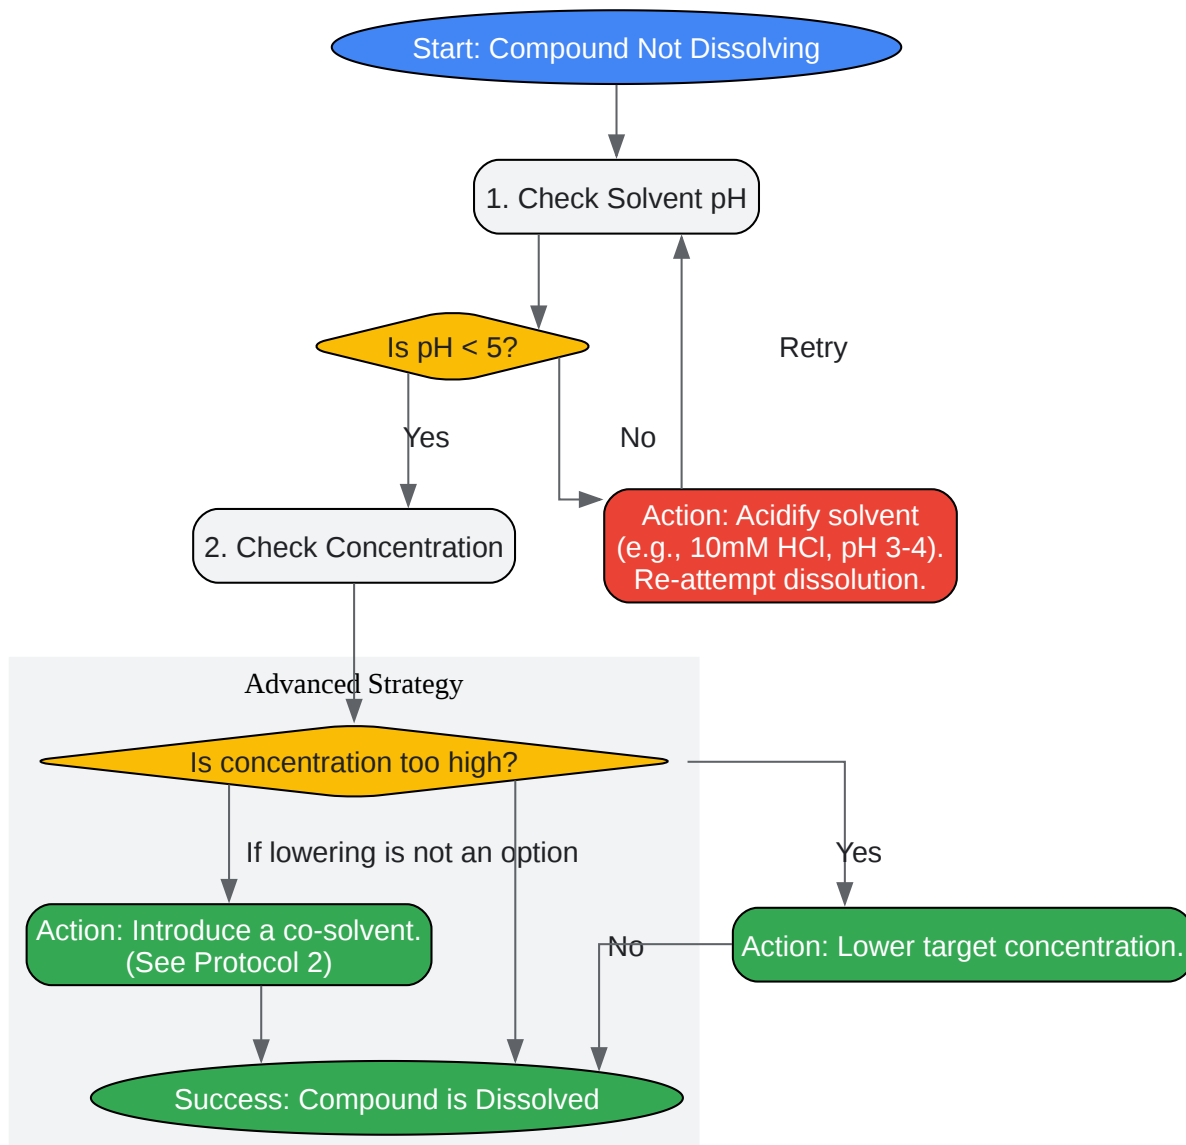 Start: Compound Not Dissolving
1. Check Solvent pH
Is pH < 5?
Retry
Yes
No
Action: Acidify solvent
(e.g., 10mM HCl, pH 3-4).
Re-attempt dissolution.
2. Check Concentration
Advanced Strategy
Is concentration too high?
If lowering is not an option
Yes
Action: Introduce a co-solvent.
(See Protocol 2)
No
Action: Lower target concentration.
Success: Compound is Dissolved